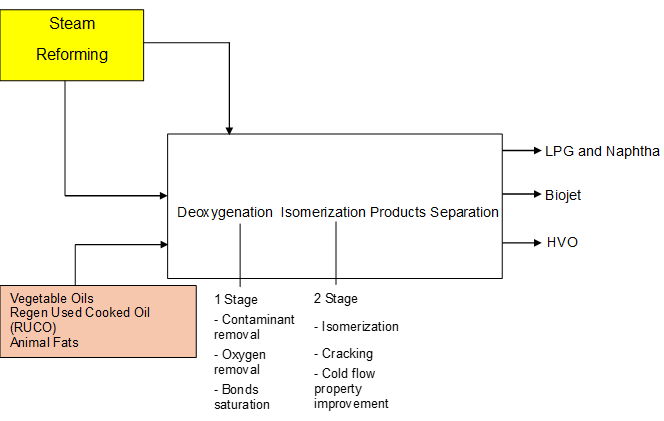 Steam
Reforming
LPG and Naphtha
Biojet
HVO
Deoxygenation Isomerization Products Separation
Vegetable Oils
Regen Used Cooked Oil
(RUCO)
Animal Fats
1 Stage
- Contaminant
removal
- Oxygen
removal
- Bonds
saturation
2 Stage
- Isomerization
- Cracking
- Cold flow
property
improvement